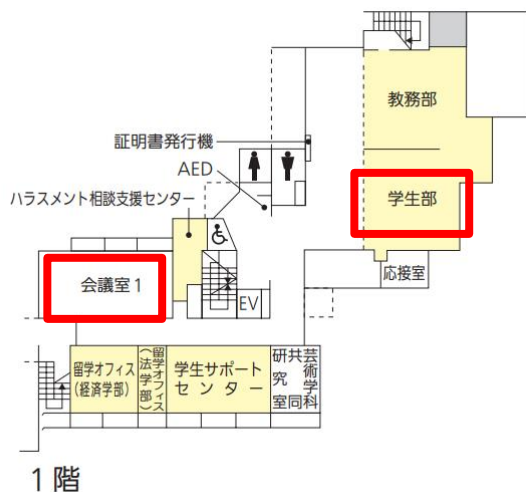 教務部
証明書発行機
AED
ハラスメント相談支援センター
学生部
会議室1
EV
応接室
留学オフィス
(経済学部)
留学オフィス
(法学部)
学生サポート
センター
芸術学科
共同
研究室
1階